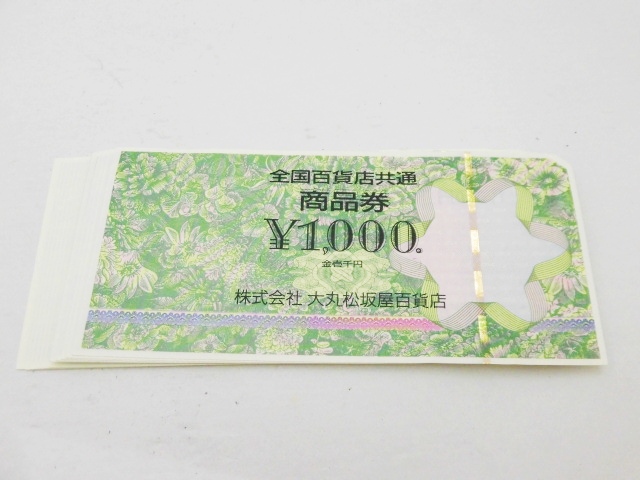 全国百貨店共通
商品券
¥1,000.
金壱千円
株式会社 大丸松坂屋百貨店